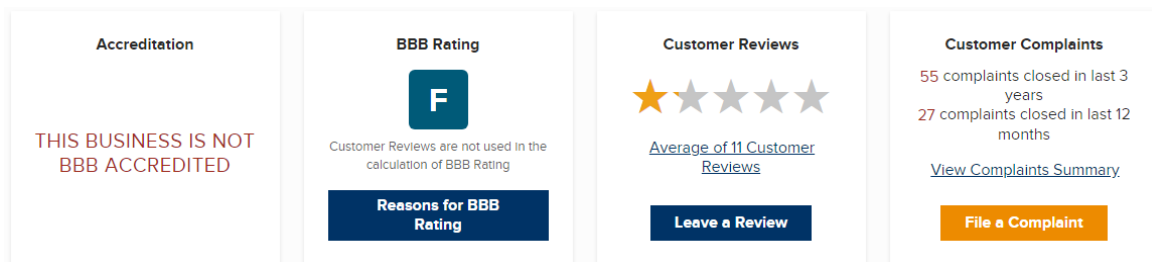 Accreditation
THIS BUSINESS IS NOT
BBB ACCREDITED
BBB Rating
F
Customer Reviews are not used in the
calculation of BBB Rating
Reasons for BBB
Rating
Customer Reviews
Average of 11 Customer
Reviews
Leave a Review
Customer Complaints
55 complaints closed in last 3
years
27 complaints closed in last 12
months
View Complaints Summary
File a Complaint